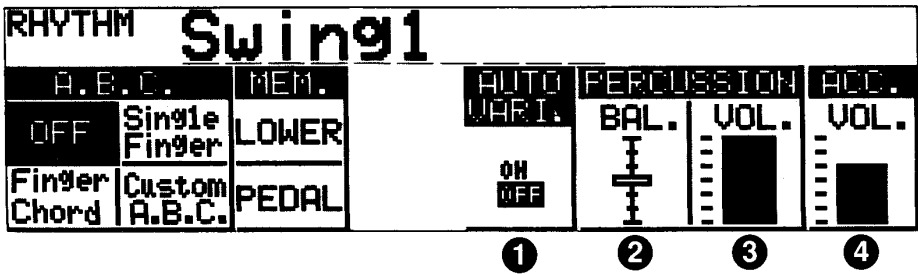 RHYTHM Swing1
A.B.C. MEM. AUTO VARI. PERCUSSION ACC.
OFF Single Finger LOWER BAL. VOL. VOL.
Finger Chord Custom A.B.C. PEDAL ON OFF
1 2 3 4